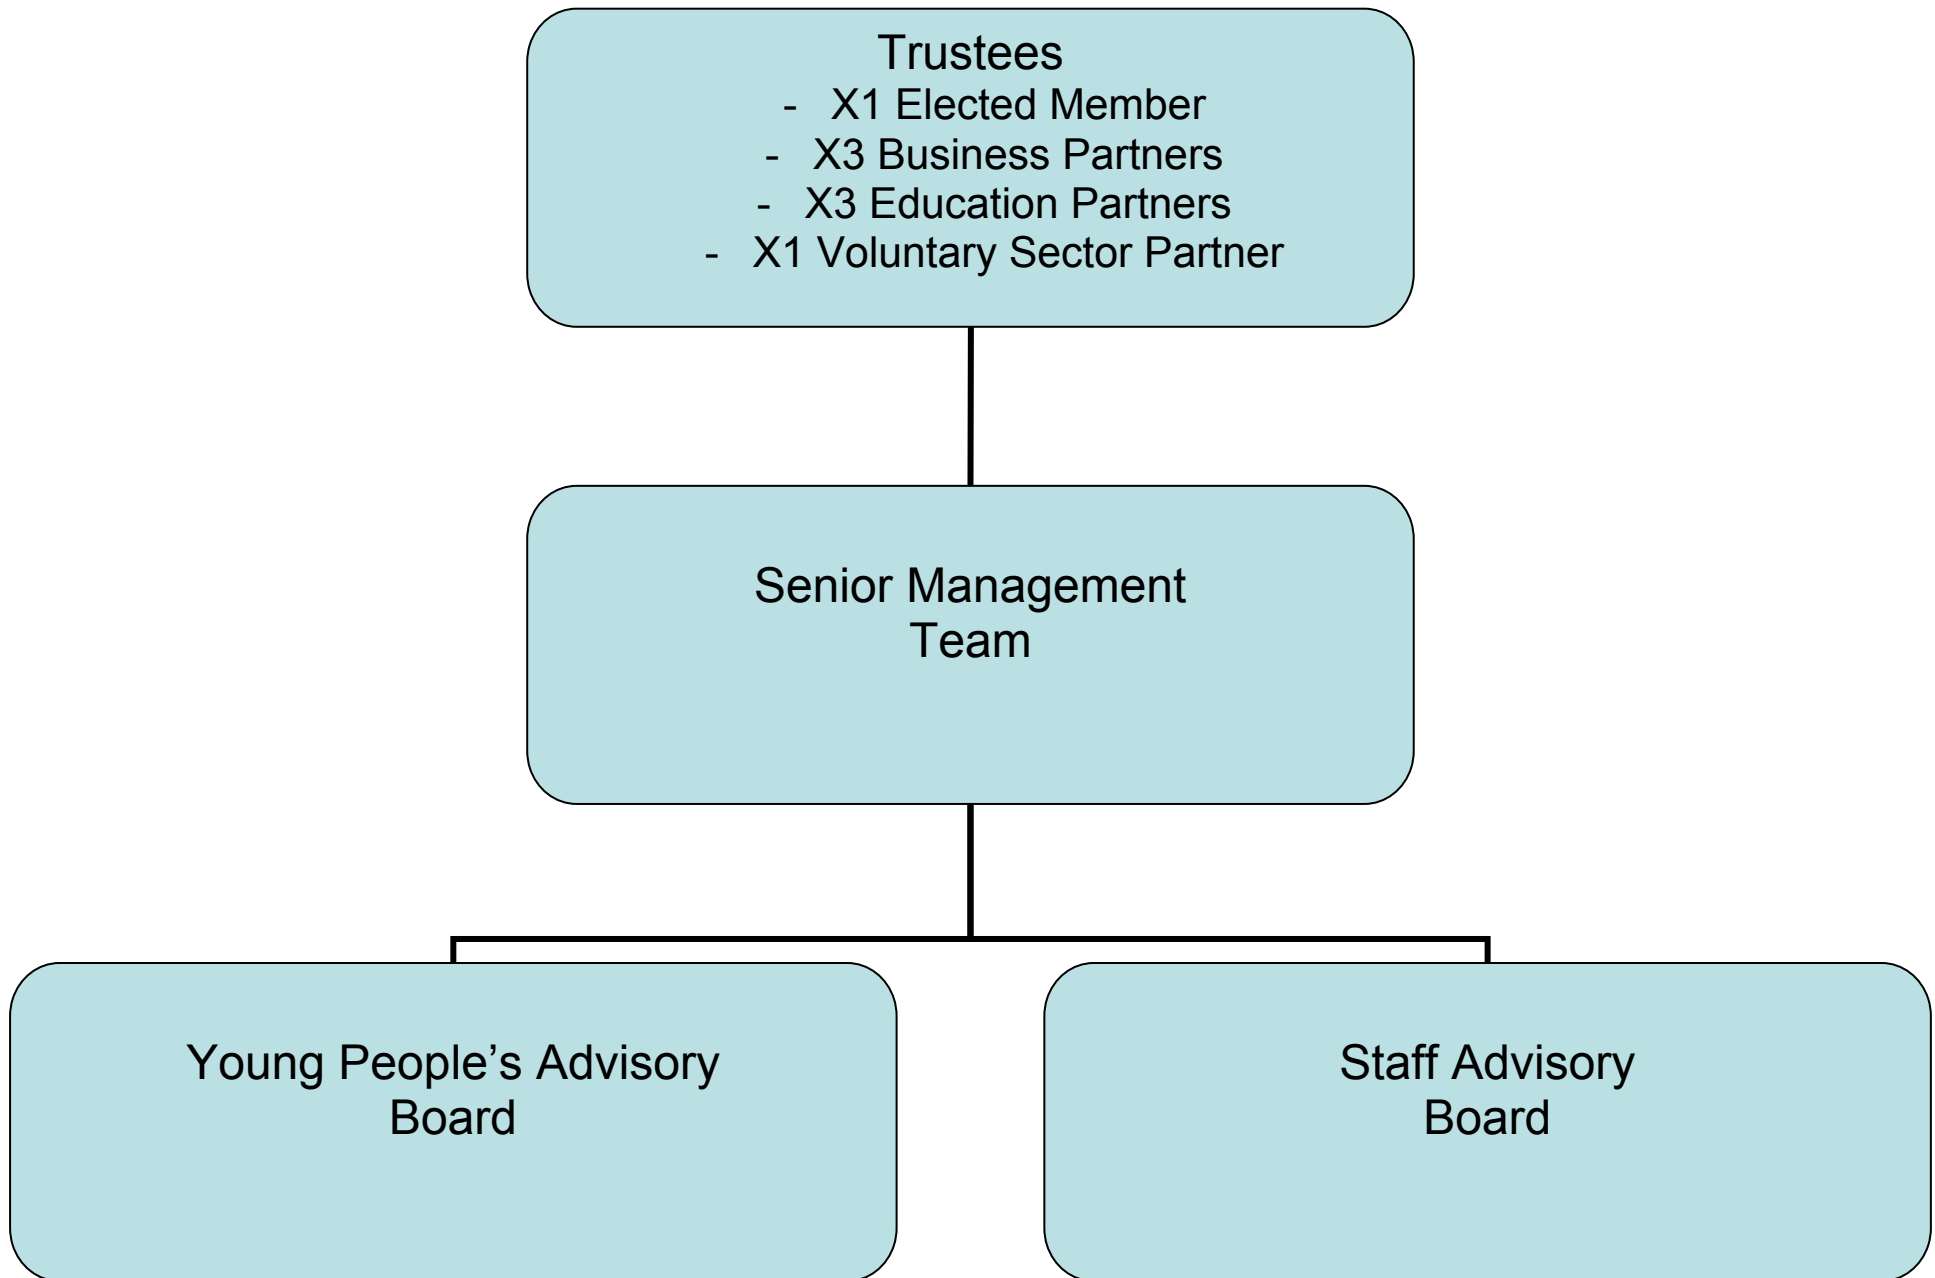 Trustees
- X1 Elected Member
- X3 Business Partners
- X3 Education Partners
- X1 Voluntary Sector Partner
Senior Management
Team
Young People’s Advisory
Board
Staff Advisory
Board